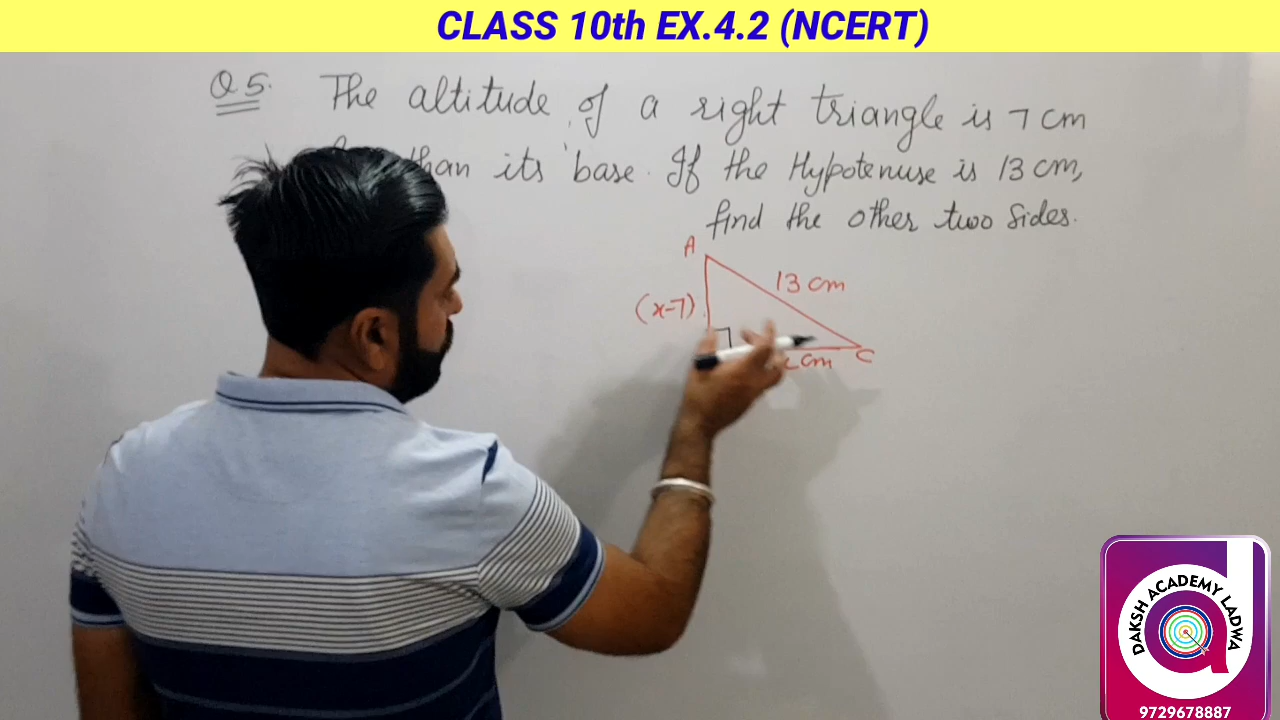 CLASS 10th EX.4.2 (NCERT)
Q 5. The altitude of a right triangle is 7 cm
than its base. If the Hypotenuse is 13 cm,
find the other two sides.
A
13 cm
(x-7)
C
cm
DAKSH ACADEMY LADWA
9729678887